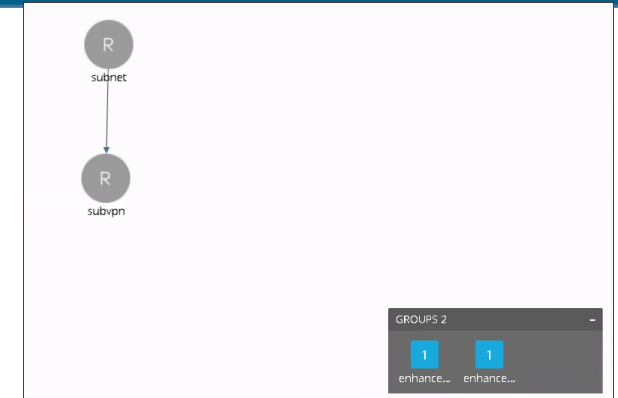 R
subnet
R
subvpn
GROUPS 2 –
1 1
enhance... enhance...